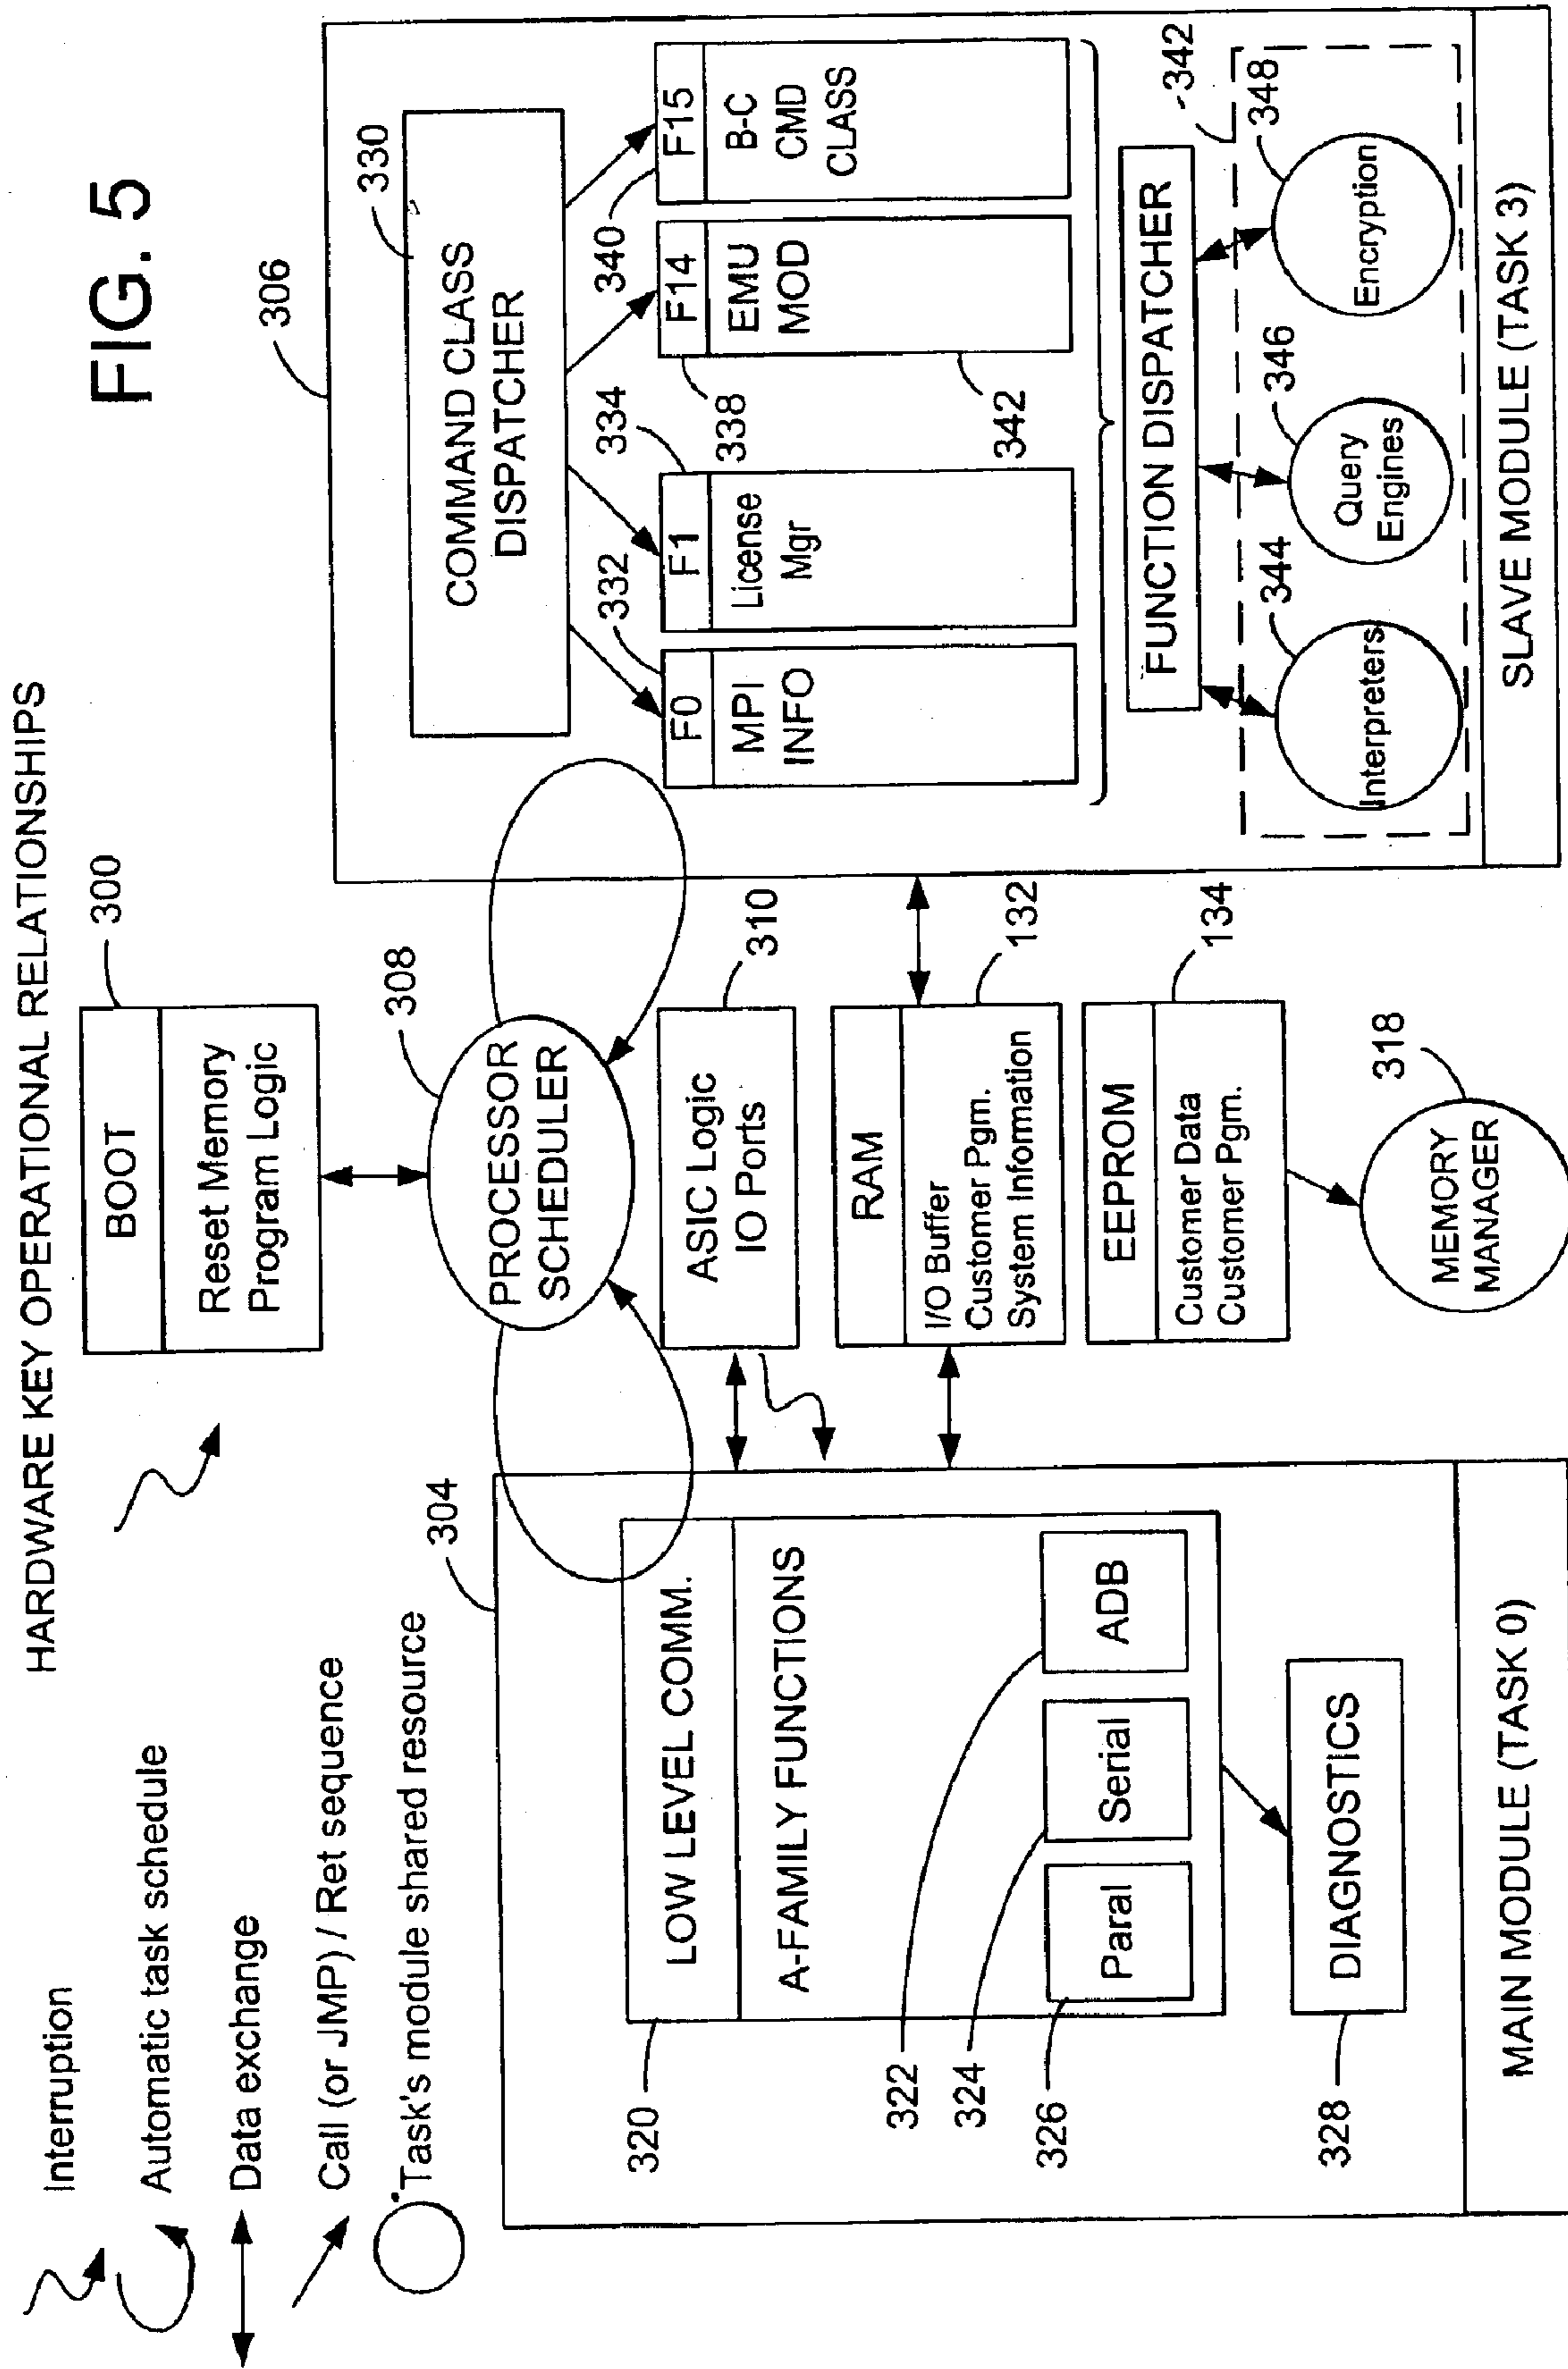 HARDWARE KEY OPERATIONAL RELATIONSHIPS
FIG. 5
Interruption
Automatic task schedule
Data exchange
Call (or JMP) / Ret sequence
Task's module shared resource
300
BOOT
Reset Memory
Program Logic
308
PROCESSOR
SCHEDULER
310
ASIC Logic
IO Ports
132
RAM
I/O Buffer
Customer Pgm.
System Information
134
EEPROM
Customer Data
Customer Pgm.
318
MEMORY
MANAGER
304
320
LOW LEVEL COMM.
A-FAMILY FUNCTIONS
Paral
Serial
ADB
322
324
326
328
DIAGNOSTICS
MAIN MODULE (TASK 0)
306
330
COMMAND CLASS
DISPATCHER
332
334
338
340
F0
MPI
INFO
F1
License
Mgr
F14
EMU
MOD
F15
B-C
CMD
CLASS
342
FUNCTION DISPATCHER
342
344
346
348
Interpreters
Query
Engines
Encryption
SLAVE MODULE (TASK 3)